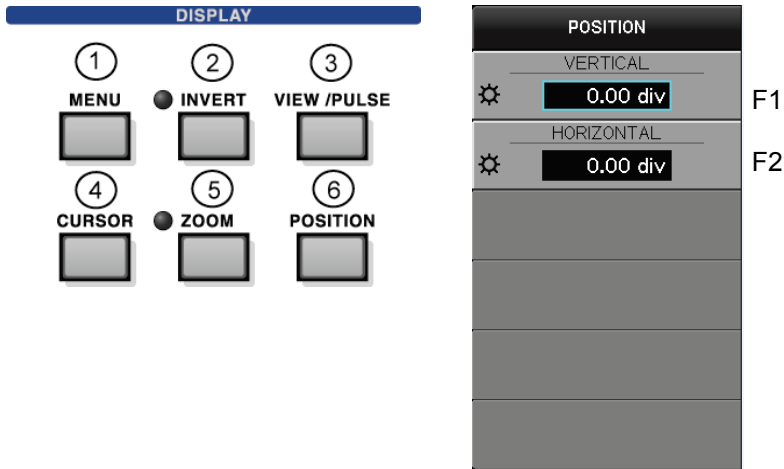 DISPLAY
1 2 3
MENU INVERT VIEW /PULSE
4 5 6
CURSOR ZOOM POSITION
POSITION
VERTICAL
0.00 div
F1
HORIZONTAL
0.00 div
F2